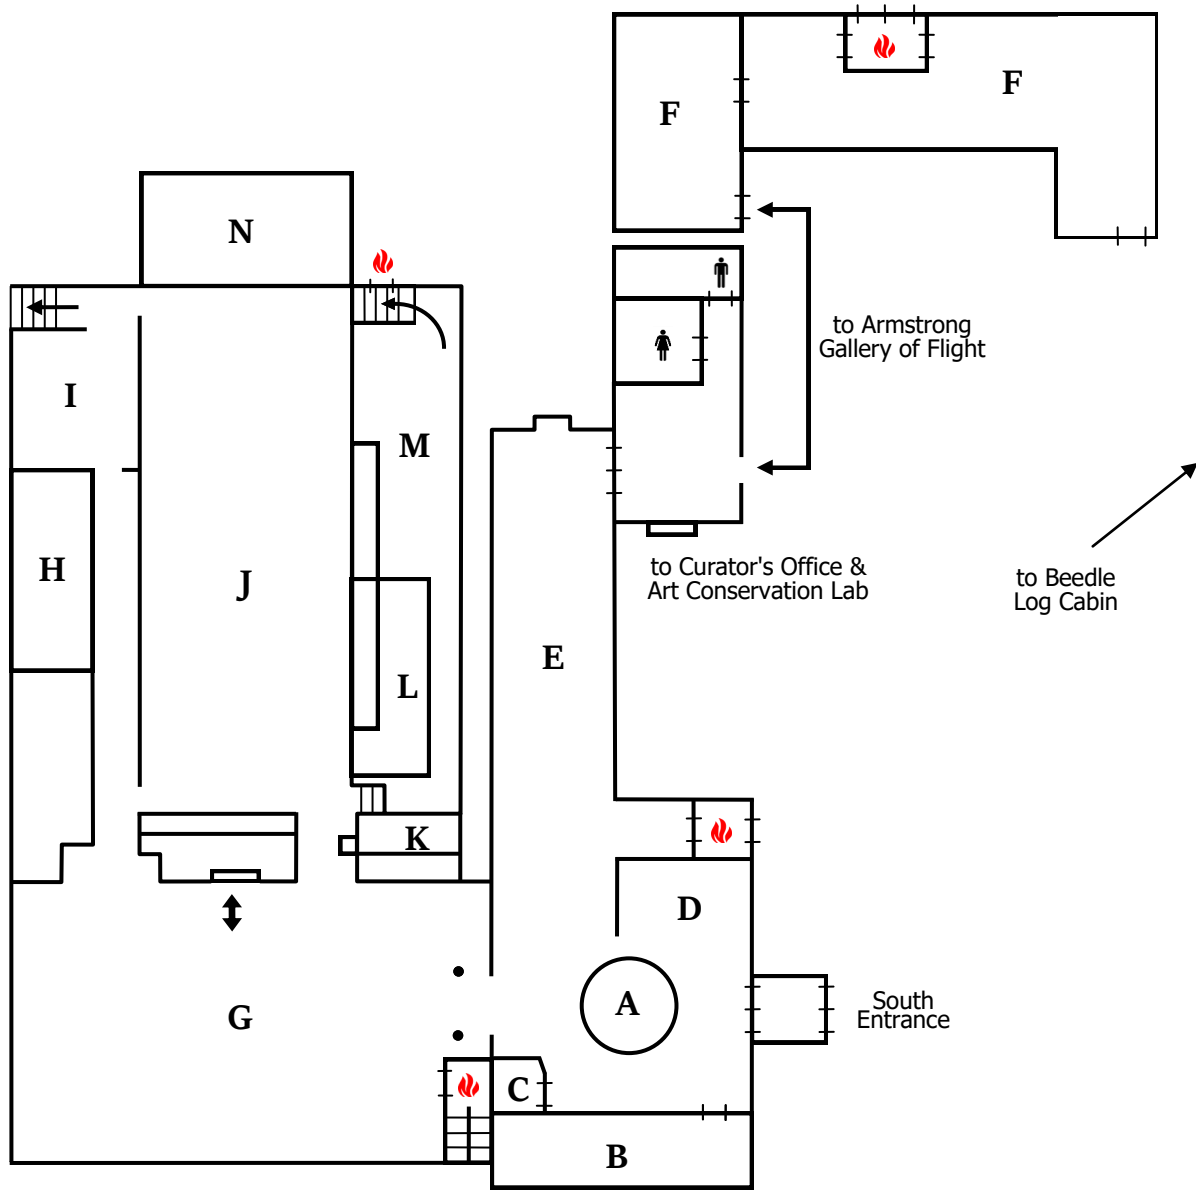 F
F
N
to Armstrong
Gallery of Flight
I
M
H
J
to Curator's Office &
Art Conservation Lab
to Beedle
Log Cabin
E
L
K
D
A
South
Entrance
G
C
B